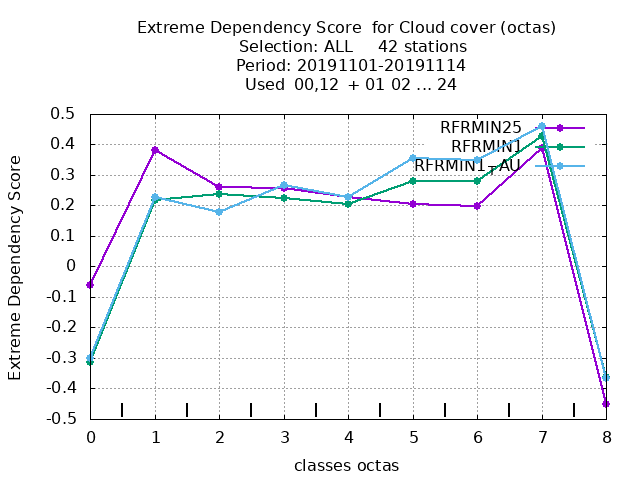 Extreme Dependency Score  for Cloud cover (octas)
Selection: ALL     42 stations
Period: 20191101-20191114
Used  00,12  + 01 02 ... 24
RFRMIN25
RFRMIN1
RFRMIN1+AU
Extreme Dependency Score
0.5
0.4
0.3
0.2
0.1
0
-0.1
-0.2
-0.3
-0.4
-0.5
0 1 2 3 4 5 6 7 8
classes octas